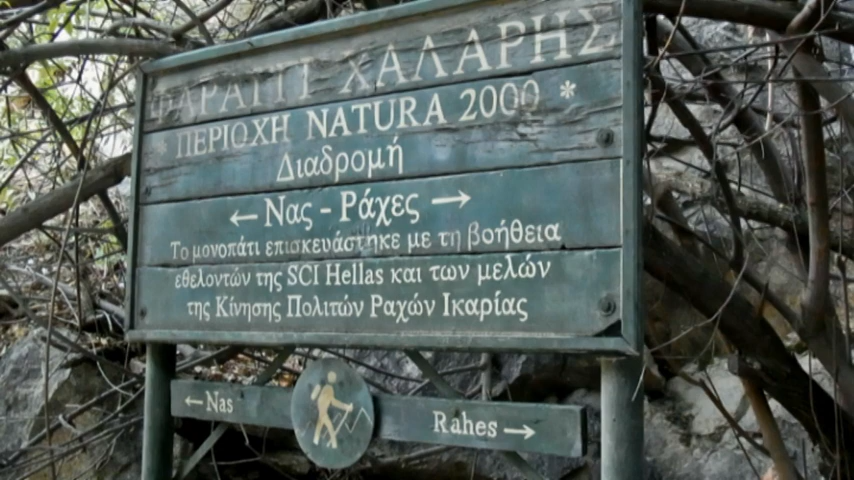 ΦΑΡΑΓΓΙ ΧΑΛΑΡΗΣ
* ΠΕΡΙΟΧΗ NATURA 2000 *
Διαδρομή
← Νας - Ράχες →
Το μονοπάτι επισκευάστηκε με τη βοήθεια
εθελοντών της SCI Hellas και των μελών
της Κίνησης Πολιτών Ραχών Ικαρίας
← Nas
Rahes →